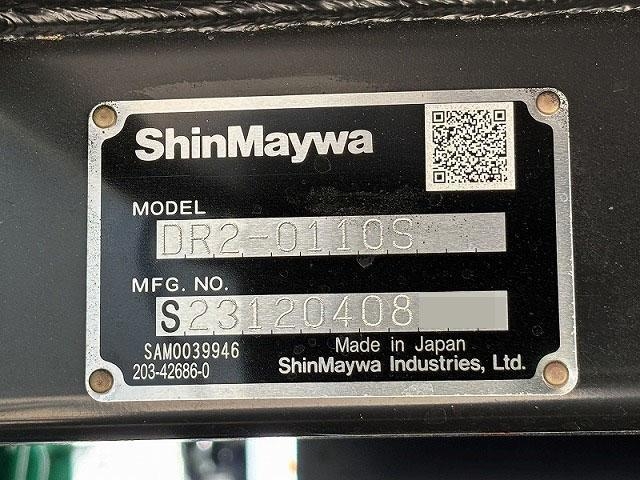 ShinMaywa
MODEL
DR2-0110S
MFG. NO.
S23120408
SAM0039946
203-42686-0
Made in Japan
ShinMaywa Industries, Ltd.